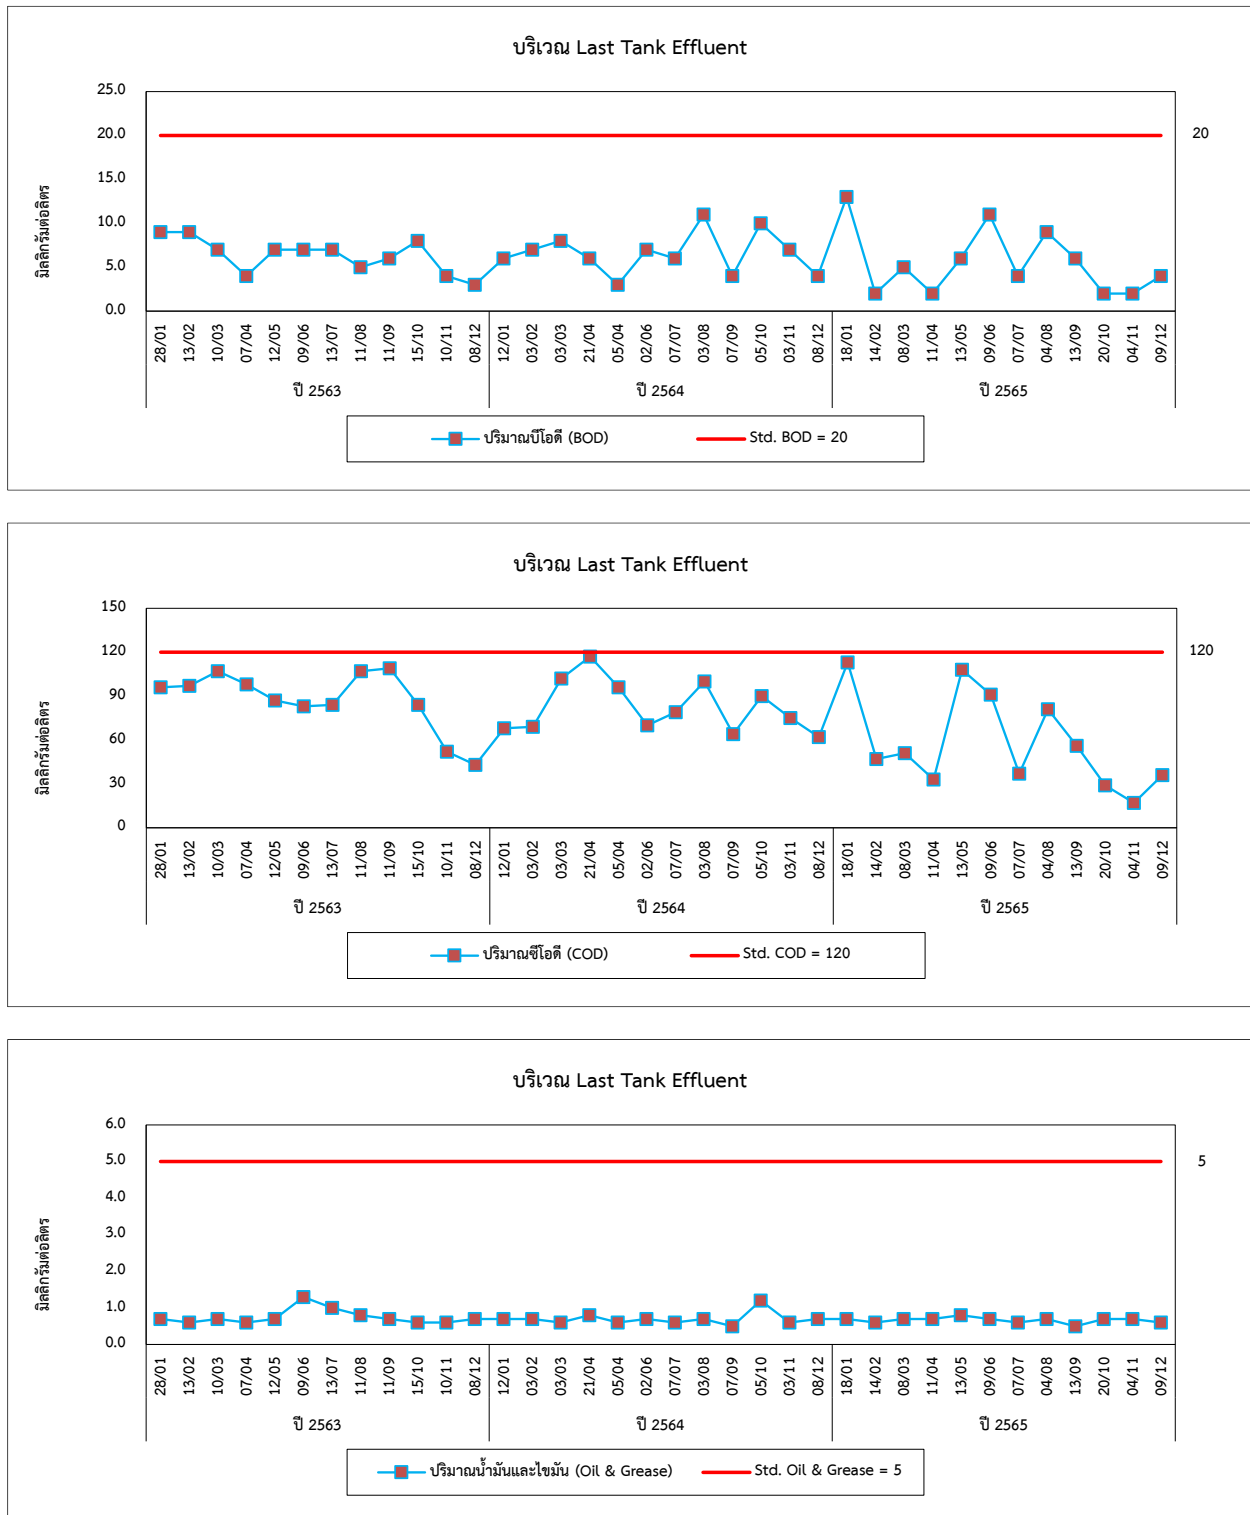 บริเวณ Last Tank Effluent
25.0
20.0
20
15.0
10.0
5.0
0.0
มิลลิกรัมต่อลิตร
28/01 13/02 10/03 07/04 12/05 09/06 13/07 11/08 11/09 15/10 10/11 08/12 12/01 03/02 03/03 21/04 05/04 02/06 07/07 03/08 07/09 05/10 03/11 08/12 18/01 14/02 08/03 11/04 13/05 09/06 07/07 04/08 13/09 20/10 04/11 09/12
ปี 2563 ปี 2564 ปี 2565
ปริมาณบีโอดี (BOD) Std. BOD = 20
บริเวณ Last Tank Effluent
150
120
120
90
60
30
0
มิลลิกรัมต่อลิตร
28/01 13/02 10/03 07/04 12/05 09/06 13/07 11/08 11/09 15/10 10/11 08/12 12/01 03/02 03/03 21/04 05/04 02/06 07/07 03/08 07/09 05/10 03/11 08/12 18/01 14/02 08/03 11/04 13/05 09/06 07/07 04/08 13/09 20/10 04/11 09/12
ปี 2563 ปี 2564 ปี 2565
ปริมาณซีโอดี (COD) Std. COD = 120
บริเวณ Last Tank Effluent
6.0
5.0
5
4.0
3.0
2.0
1.0
0.0
มิลลิกรัมต่อลิตร
28/01 13/02 10/03 07/04 12/05 09/06 13/07 11/08 11/09 15/10 10/11 08/12 12/01 03/02 03/03 21/04 05/04 02/06 07/07 03/08 07/09 05/10 03/11 08/12 18/01 14/02 08/03 11/04 13/05 09/06 07/07 04/08 13/09 20/10 04/11 09/12
ปี 2563 ปี 2564 ปี 2565
ปริมาณน้ำมันและไขมัน (Oil & Grease) Std. Oil & Grease = 5